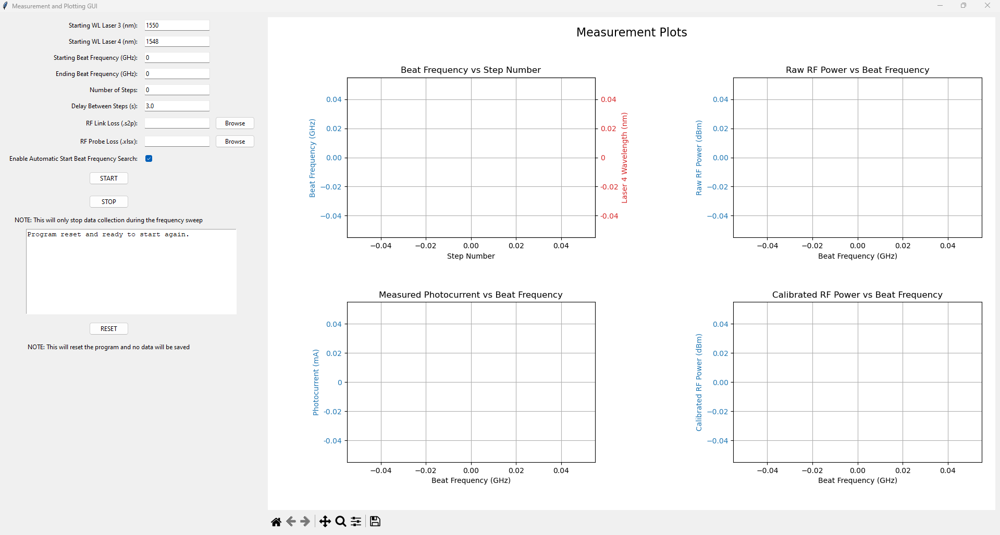 Measurement and Plotting GUI
Starting WL Laser 3 (nm): 1550
Starting WL Laser 4 (nm): 1548
Starting Beat Frequency (GHz): 0
Ending Beat Frequency (GHz): 0
Number of Steps: 0
Delay Between Steps (s): 3.0
RF Link Loss (.s2p): Browse
RF Probe Loss (.xlsx): Browse
Enable Automatic Start Beat Frequency Search:
START
STOP
NOTE: This will only stop data collection during the frequency sweep
Program reset and ready to start again.
RESET
NOTE: This will reset the program and no data will be saved
Measurement Plots
Beat Frequency vs Step Number
Beat Frequency (GHz)
0.04
0.02
0.00
−0.02
−0.04
0.04
0.02
0
-0.02
-0.04
Laser 4 Wavelength (nm)
−0.04 −0.02 0.00 0.02 0.04
Step Number
Raw RF Power vs Beat Frequency
Raw RF Power (dBm)
0.04
0.02
0.00
−0.02
−0.04
−0.04 −0.02 0.00 0.02 0.04
Beat Frequency (GHz)
Measured Photocurrent vs Beat Frequency
Photocurrent (mA)
0.04
0.02
0
-0.02
-0.04
−0.04 −0.02 0.00 0.02 0.04
Beat Frequency (GHz)
Calibrated RF Power vs Beat Frequency
Calibrated RF Power (dBm)
0.04
0.02
0.00
−0.02
−0.04
−0.04 −0.02 0.00 0.02 0.04
Beat Frequency (GHz)